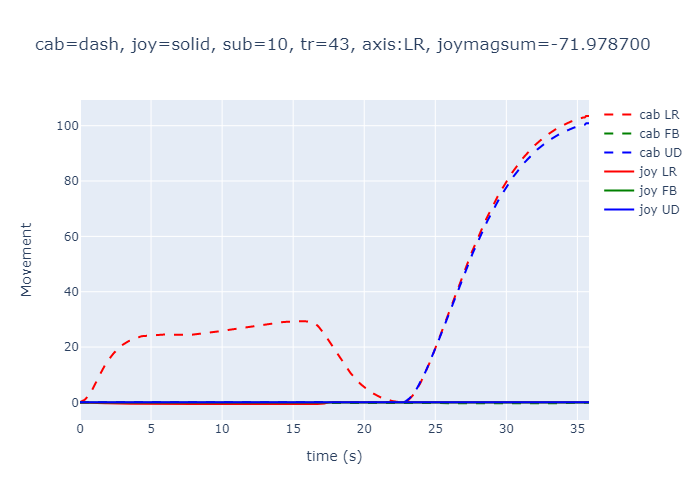 cab=dash, joy=solid, sub=10, tr=43, axis:LR, joymagsum=-71.978700
cab LR
cab FB
cab UD
joy LR
joy FB
joy UD
Movement
100
80
60
40
20
0
0 5 10 15 20 25 30 35
time (s)